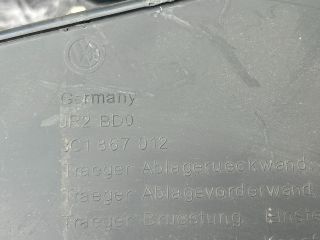 Germany
JR2 BD0
3C1 867 012
Traeger Ablagerueckwand
Traeger Ablagevorderwand
Traeger Bruestung